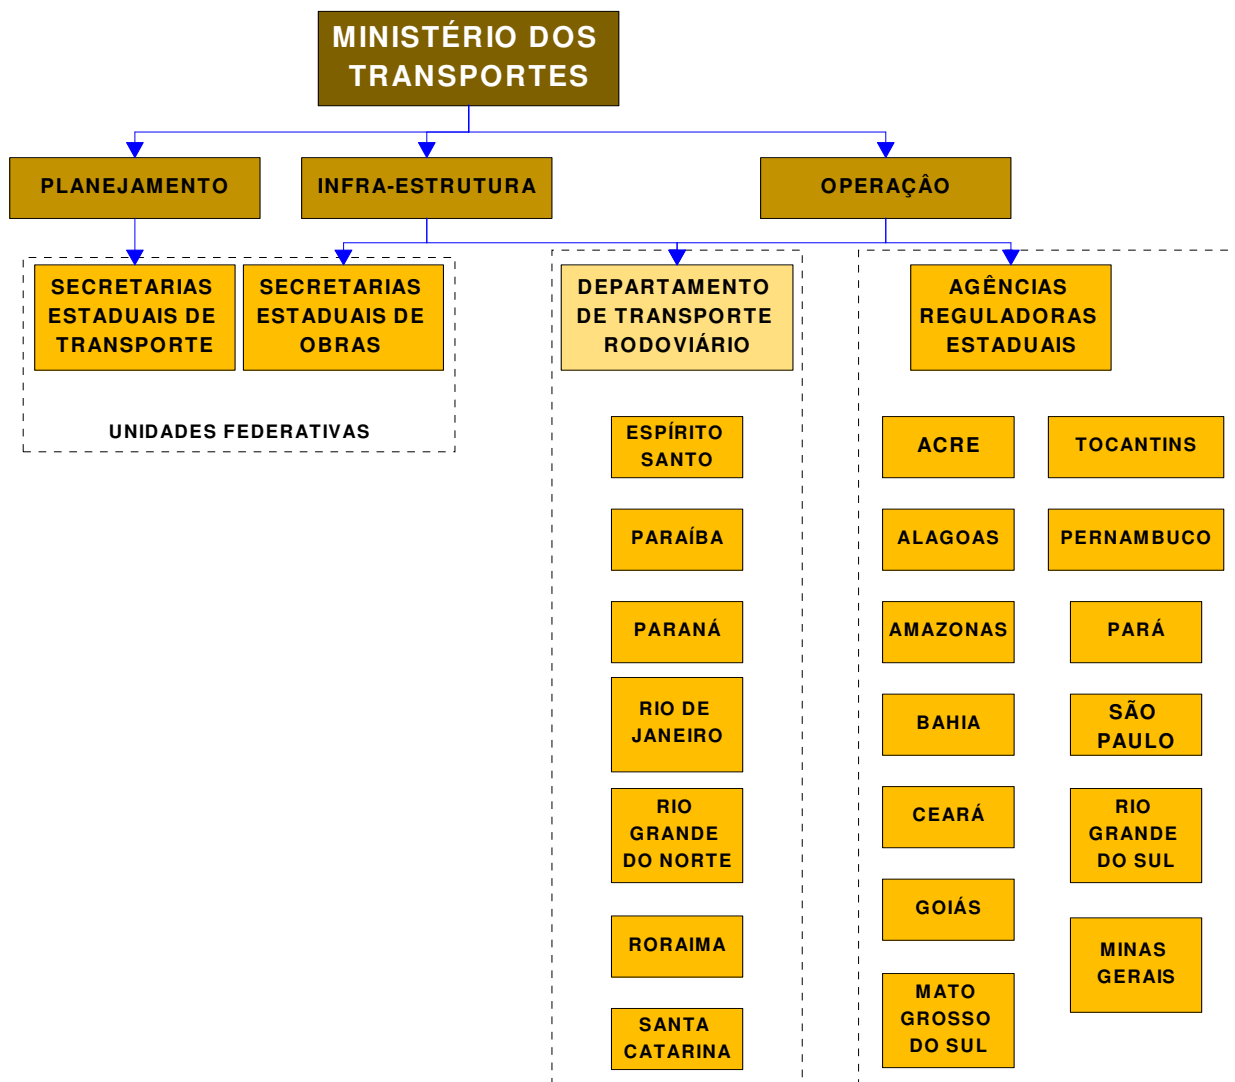 MINISTÉRIO DOS
TRANSPORTES
PLANEJAMENTO
INFRA-ESTRUTURA
OPERAÇÂO
SECRETARIAS
ESTADUAIS DE
TRANSPORTE
SECRETARIAS
ESTADUAIS DE
OBRAS
UNIDADES FEDERATIVAS
DEPARTAMENTO
DE TRANSPORTE
RODOVIÁRIO
ESPÍRITO
SANTO
PARAÍBA
PARANÁ
RIO DE
JANEIRO
RIO
GRANDE
DO NORTE
RORAIMA
SANTA
CATARINA
AGÊNCIAS
REGULADORAS
ESTADUAIS
ACRE
ALAGOAS
AMAZONAS
BAHIA
CEARÁ
GOIÁS
MATO
GROSSO
DO SUL
TOCANTINS
PERNAMBUCO
PARÁ
SÃO
PAULO
RIO
GRANDE
DO SUL
MINAS
GERAIS